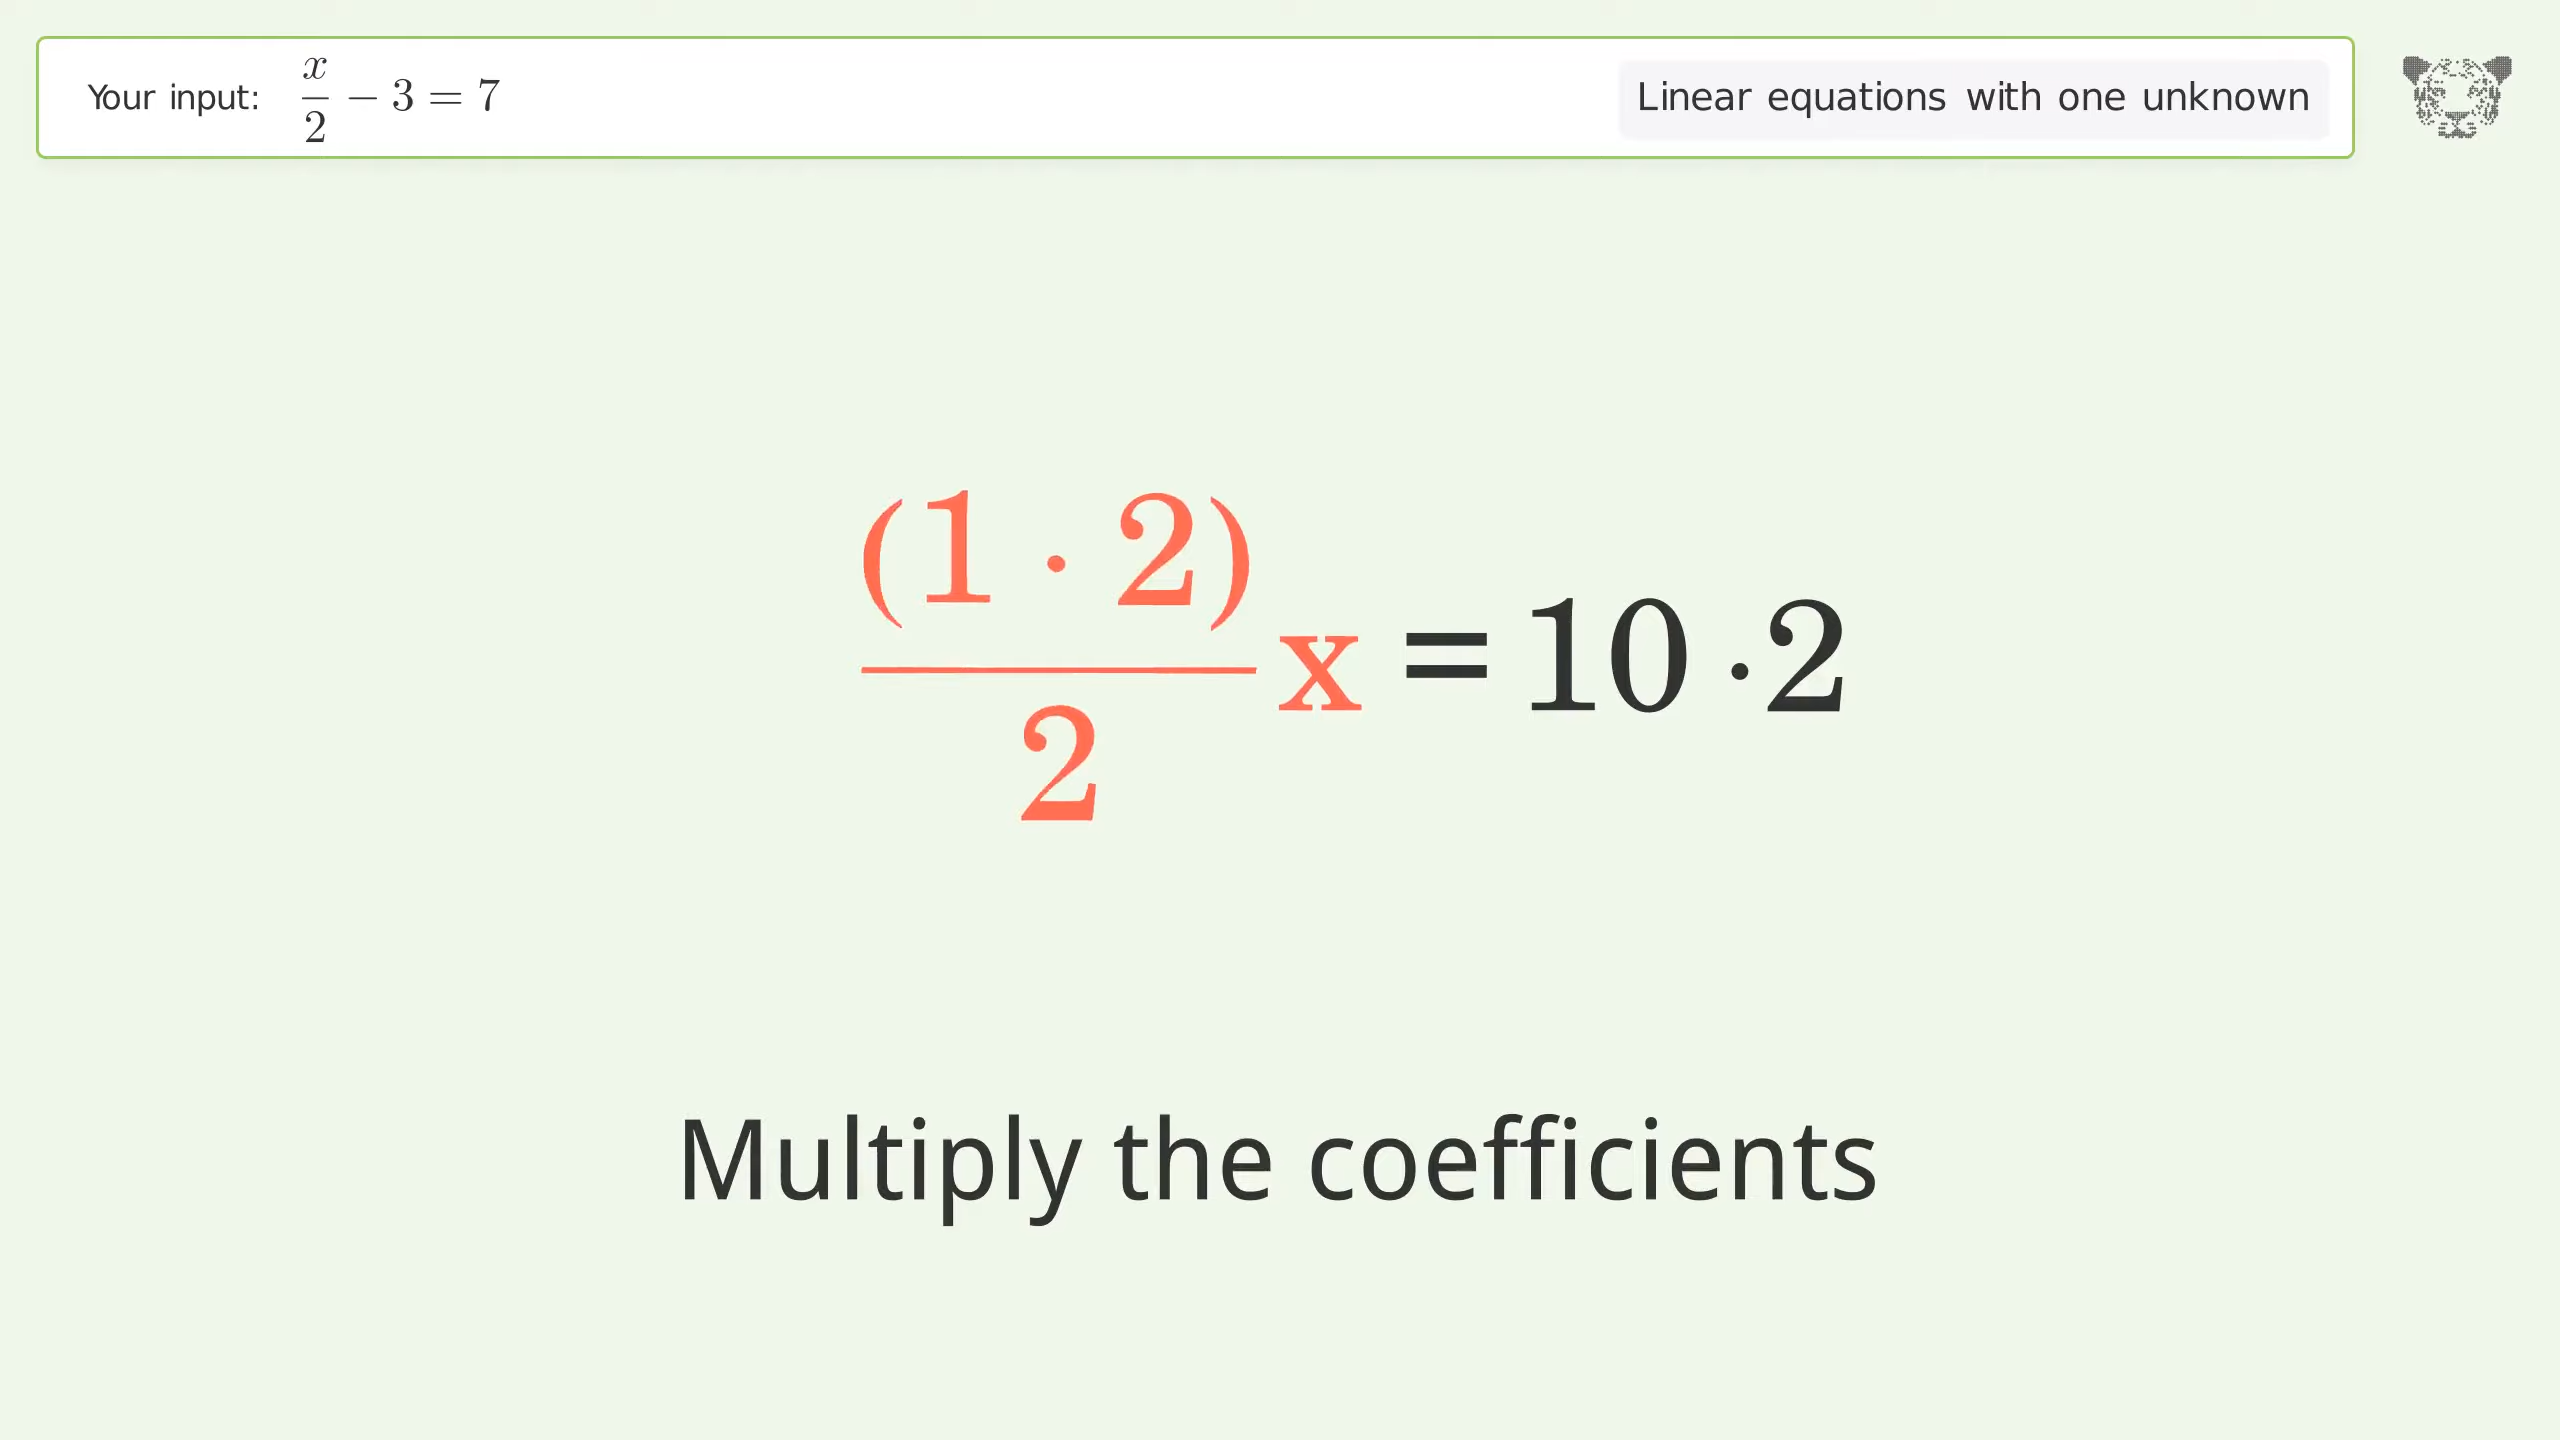 Your input: x/2 − 3 = 7
Linear equations with one unknown
(1 · 2)/2 x = 10 · 2
Multiply the coefficients